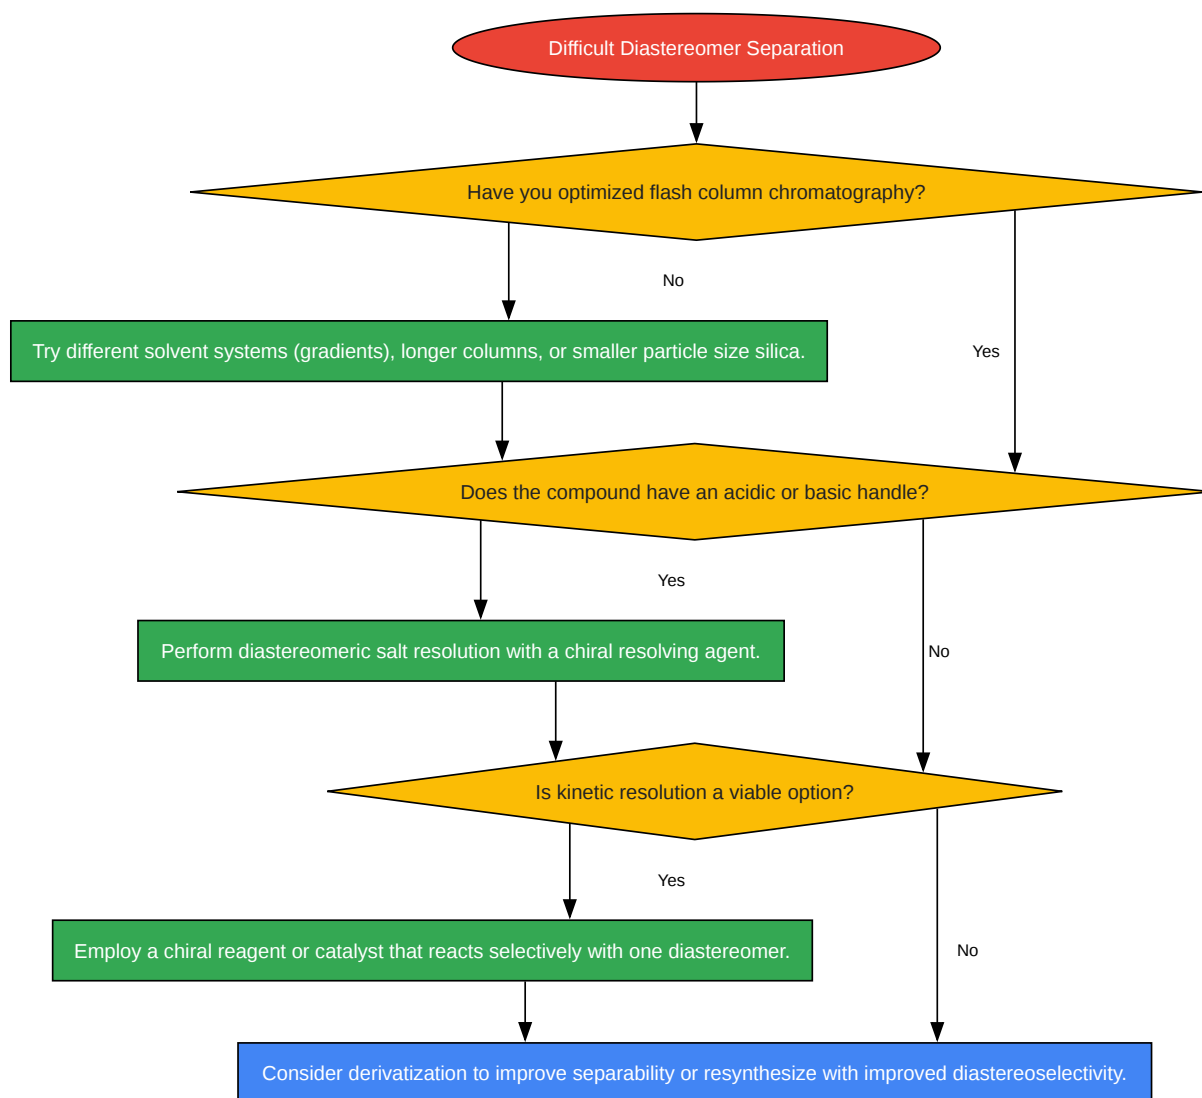 Difficult Diastereomer Separation
Have you optimized flash column chromatography?
No
Try different solvent systems (gradients), longer columns, or smaller particle size silica.
Yes
Does the compound have an acidic or basic handle?
Yes
Perform diastereomeric salt resolution with a chiral resolving agent.
No
Is kinetic resolution a viable option?
Yes
Employ a chiral reagent or catalyst that reacts selectively with one diastereomer.
No
Consider derivatization to improve separability or resynthesize with improved diastereoselectivity.